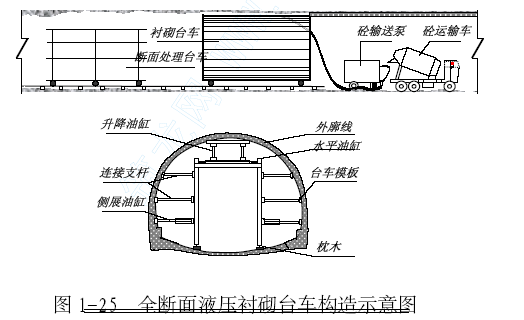 衬砌台车
断面处理台车
砼输送泵
砼运输车
升降油缸
外廓线
水平油缸
连接支杆
台车模板
侧展油缸
枕木
图 1-25 全断面液压衬砌台车构造示意图